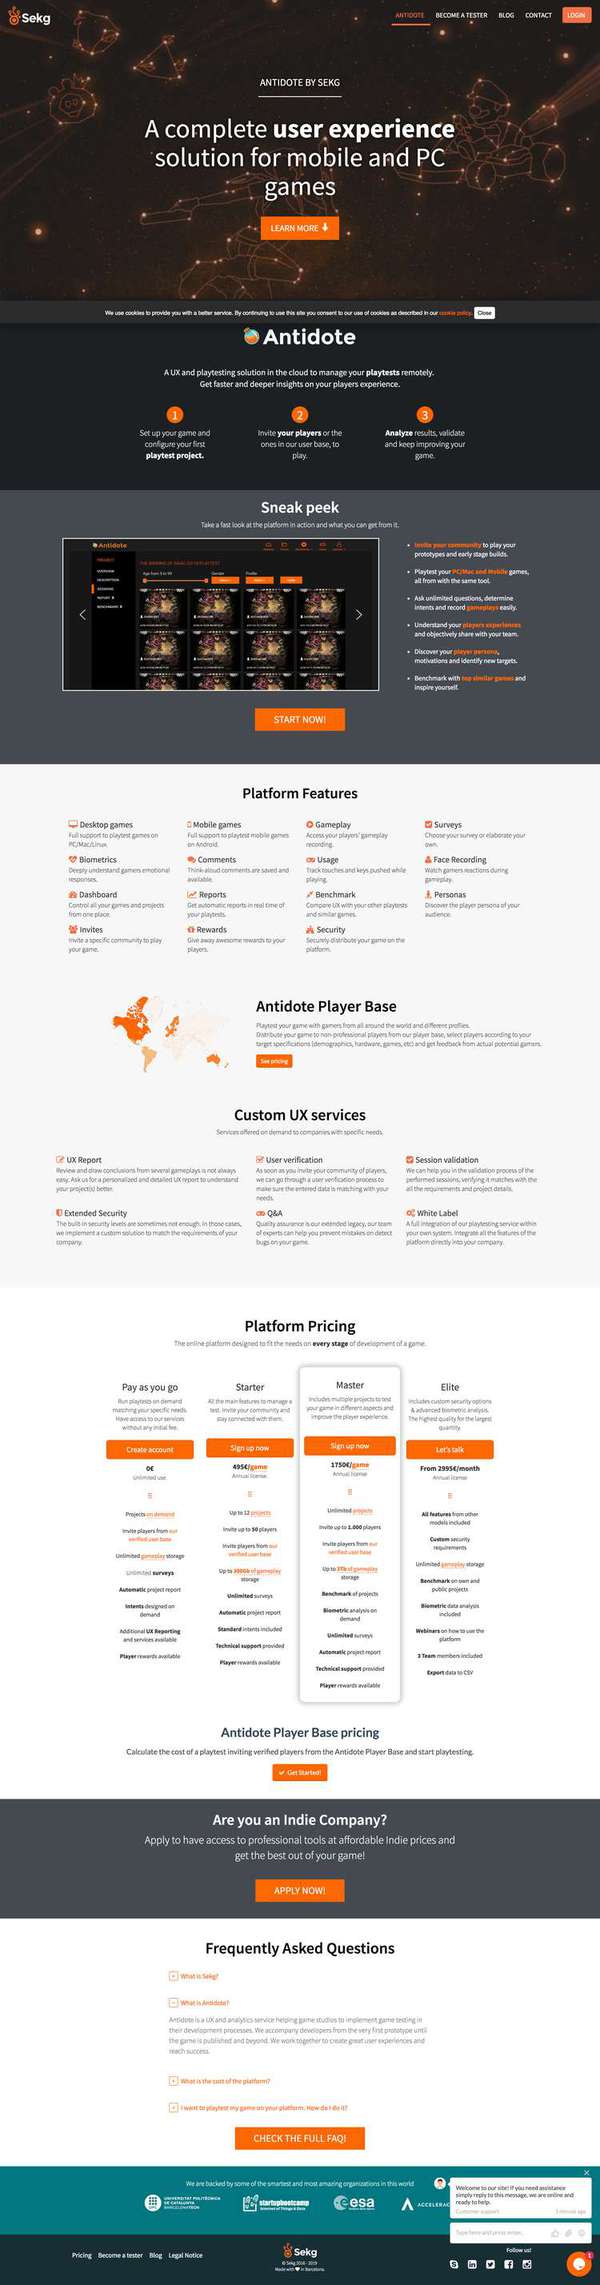 Sekg
ANTIDOTE
BECOME A TESTER
BLOG
CONTACT
LOGIN
ANTIDOTE BY SEKG
A complete user experience
solution for mobile and PC
games
LEARN MORE
We use cookies to provide you with a better service. By continuing to use this site you consent to our use of cookies as described in our cookie policy. Close
Antidote
A UX and playtesting solution in the cloud to manage your playtests remotely.
Get faster and deeper insights on your players experience.
1
Set up your game and
configure your first
playtest project.
2
Invite your players or the
ones in our user base, to
play.
3
Analyze results, validate
and keep improving your
game.
Sneak peek
Take a fast look at the platform in action and what you can get from it.
Antidote
Invite your community to play your
prototypes and early stage builds.
Playtest your PC/Mac and Mobile games,
all from with the same tool.
Ask unlimited questions, determine
intents and record gameplays easily.
Understand your players experiences
and objectively share with your team.
Discover your player persona,
motivations and identify new targets.
Benchmark with top similar games and
inspire yourself.
START NOW!
Platform Features
Desktop games
Full support to playtest games on
PC/Mac/Linux.
Mobile games
Full support to playtest mobile games
on Android.
Gameplay
Access your players' gameplay
recording.
Surveys
Choose your survey or elaborate your
own.
Biometrics
Deeply understand gamers emotional
responses.
Comments
Think-aloud comments are saved and
available.
Usage
Track touches and keys pushed while
playing.
Face Recording
Watch gamers reactions during
gameplay.
Dashboard
Control all your games and projects
from one place.
Reports
Get automatic reports in real time of
your playtests.
Benchmark
Compare UX with your other playtests
and similar games.
Personas
Discover the player persona of your
audience.
Invites
Invite a specific community to play
your game.
Rewards
Give away awesome rewards to your
players.
Security
Securely distribute your game on the
platform.
Antidote Player Base
Playtest your game with gamers from all around the world and different profiles.
Distribute your game to non-professional players from our player base, select players according to your
target specifications (demographics, hardware, games, etc) and get feedback from actual potential gamers.
See pricing
Custom UX services
Services offered on demand to companies with specific needs.
UX Report
Review and draw conclusions from several gameplays is not always
easy. Ask us for a personalized and detailed UX report to understand
your project(s) better.
User verification
As soon as you invite your community of players,
we can go through a user verification process to
make sure the entered data is matching with your
needs.
Session validation
We can help you in the validation process of the
performed sessions, verifying it matches with the
all the requirements and project details.
Extended Security
The built-in security levels are sometimes not enough. In those cases,
we implement a custom solution to match the requirements of your
company.
Q&A
Quality assurance is our extended legacy, our team
of experts can help you prevent mistakes on detect
bugs on your game.
White Label
A full integration of our playtesting service within
your own system. Integrate all the features of the
platform directly into your company.
Platform Pricing
The online platform designed to fit the needs on every stage of development of a game.
Pay as you go
Run playtests on demand
matching your specific needs.
Have access to our services
without any initial fee.
Create account
0€
Unlimited use
Projects on demand
Invite players from our
verified user base
Unlimited gameplay storage
Unlimited surveys
Automatic project report
Intents designed on
demand
Additional UX Reporting
and services available
Player rewards available
Starter
All the main features to manage a
test. Invite your community and
stay connected with them.
Sign up now
495€/game
Annual license
Up to 12 projects
Invite up to 50 players
Invite players from our
verified user base
Up to 300Gb of gameplay
storage
Unlimited surveys
Automatic project report
Standard intents included
Technical support provided
Player rewards available
Master
Includes multiple projects to test
your game in different aspects and
improve the player experience.
Sign up now
1750€/game
Annual license
Unlimited projects
Invite up to 1.000 players
Invite players from our
verified user base
Up to 3Tb of gameplay
storage
Benchmark of projects
Biometric analysis on
demand
Unlimited surveys
Automatic project report
Technical support provided
Player rewards available
Elite
Includes custom security options
& advanced biometric analysis.
The highest quality for the largest
quantity.
Let's talk
From 2995€/month
Annual license
All features from other
models included
Custom security
requirements
Unlimited gameplay storage
Benchmark on own and
public projects
Biometric data analysis
included
Webinars on how to use the
platform
3 Team members included
Export data to CSV
Antidote Player Base pricing
Calculate the cost of a playtest inviting verified players from the Antidote Player Base and start playtesting.
Get Started!
Are you an Indie Company?
Apply to have access to professional tools at affordable Indie prices and
get the best out of your game!
APPLY NOW!
Frequently Asked Questions
What is Sekg?
What is Antidote?
Antidote is a UX and analytics service helping game studios to implement game testing in
their development processes. We accompany developers from the very first prototype until
the game is published and beyond. We work together to create great user experiences and
reach success.
What is the cost of the platform?
I want to playtest my game on your platform. How do I do it?
CHECK THE FULL FAQ!
We are backed by some of the smartest and most amazing organizations in this world
UNIVERSITAT POLITÈCNICA
DE CATALUNYA
BARCELONATECH
startupbootcamp
esa
ACCELERAC
Welcome to our site! If you need assistance
simply reply to this message, we are online and
ready to help.
Customer support
Type here and press enter.
1
Pricing
Become a tester
Blog
Legal Notice
Sekg
© Sekg 2016 - 2019
Made with ❤ in Barcelona.
Follow us!